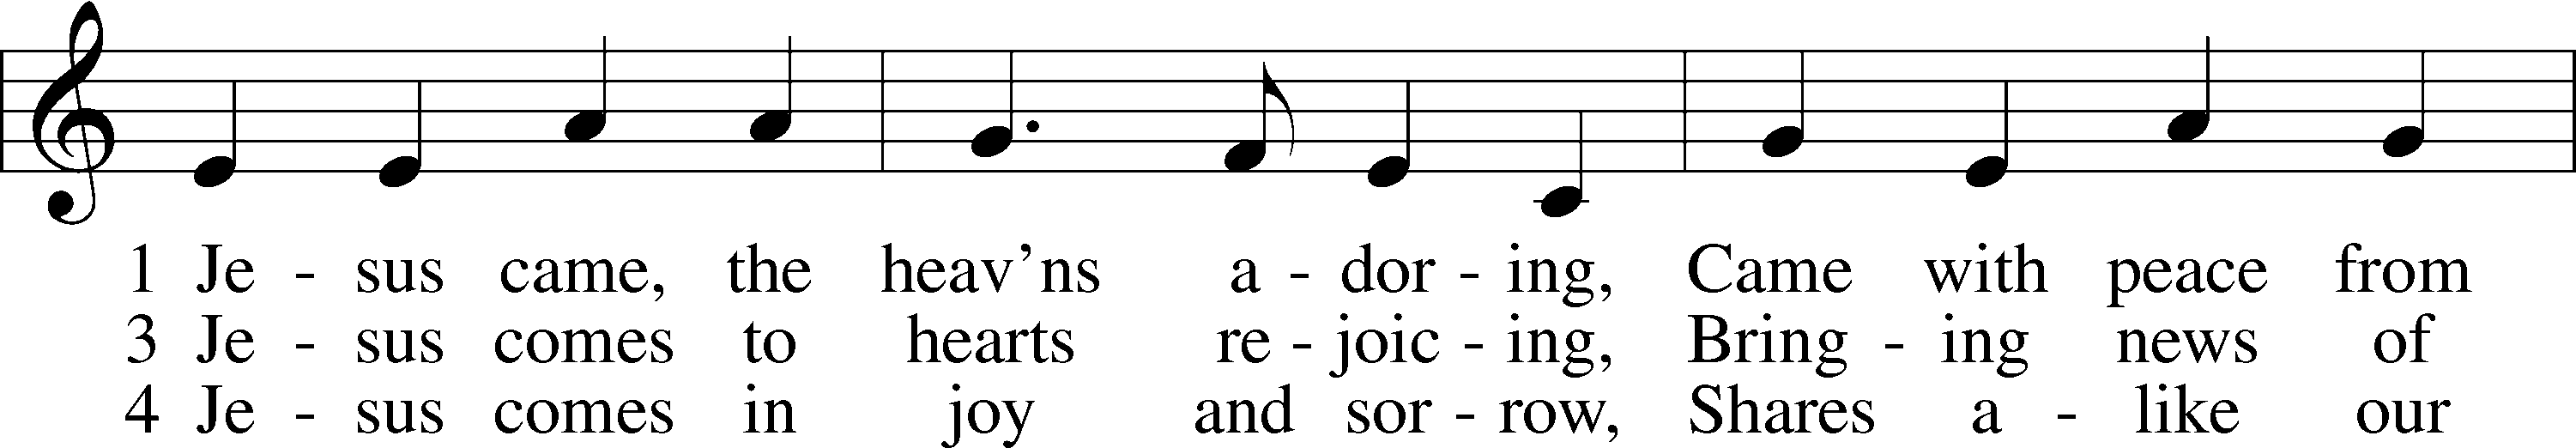 1 Je - sus came, the heav’ns a - dor - ing, Came with peace from
3 Je - sus comes to hearts re - joic - ing, Bring - ing news of
4 Je - sus comes in joy and sor - row, Shares a - like our